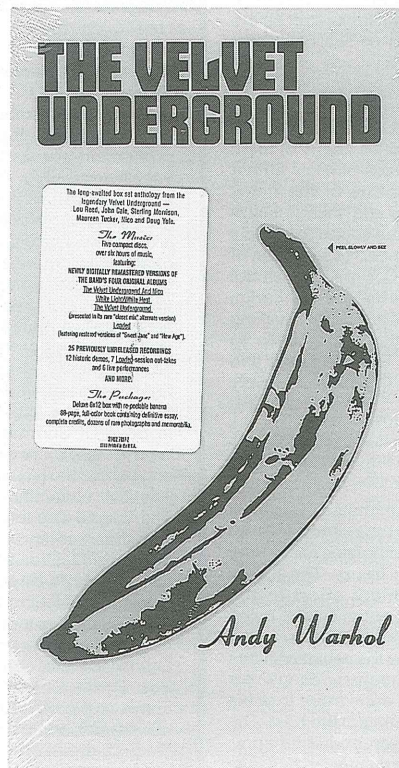 THE VELVET
UNDERGROUND
The long-awaited box set anthology from the
legendary Velvet Underground —
Lou Reed, John Cale, Sterling Morrison,
Maureen Tucker, Nico and Doug Yule.
The Music:
Five compact discs,
over six hours of music,
featuring:
NEWLY DIGITALLY REMASTERED VERSIONS OF
THE BAND'S FOUR ORIGINAL ALBUMS
The Velvet Underground And Nico
White Light/White Heat
The Velvet Underground
(presented in its rare "closet mix" alternate version)
Loaded
(featuring restored versions of "Sweet Jane" and "New Age").
25 PREVIOUSLY UNRELEASED RECORDINGS
12 historic demos, 7 Loaded-session out-takes
and 6 live performances
AND MORE!
The Package:
Deluxe 6x12 box with re-peelable banana
88-page, full-color book containing definitive essay,
complete credits, dozens of rare photographs and memorabilia.
PEEL SLOWLY AND SEE
Andy Warhol